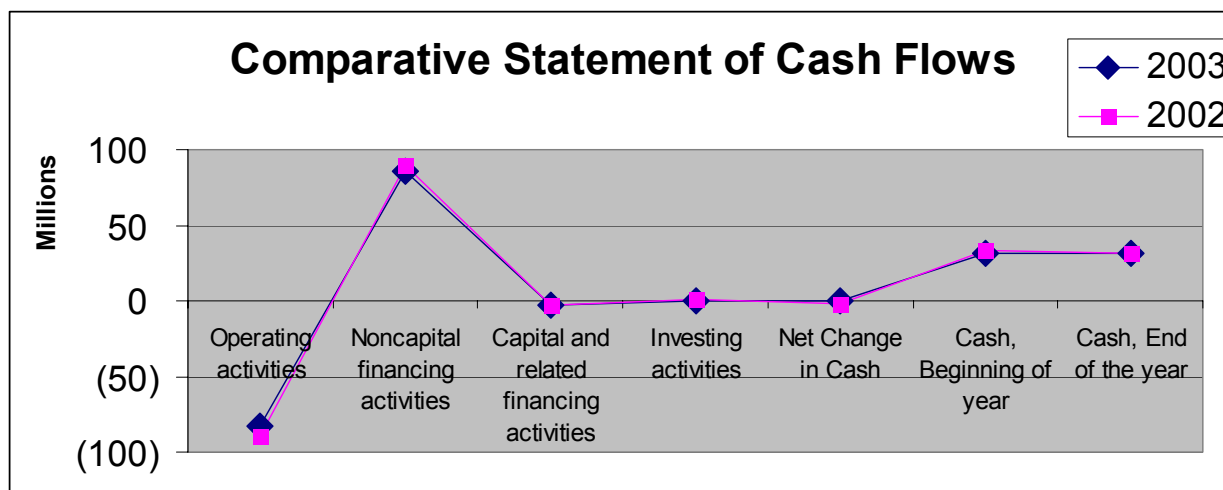 Comparative Statement of Cash Flows
2003
2002
Millions
100
50
0
(50)
(100)
Operating
activities
Noncapital
financing
activities
Capital and
related
financing
activities
Investing
activities
Net Change
in Cash
Cash,
Beginning of
year
Cash, End
of the year